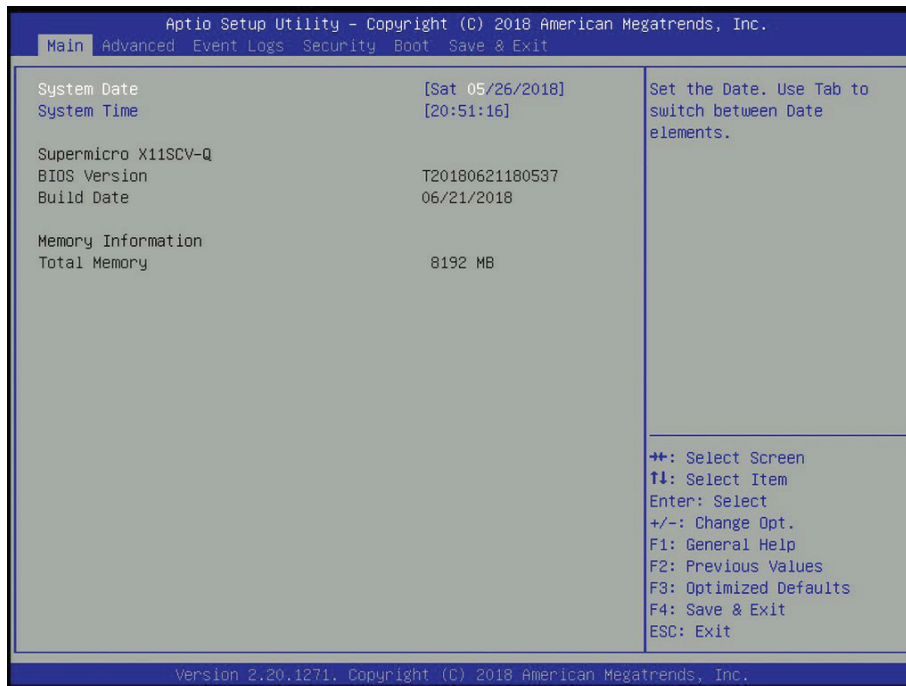 Aptio Setup Utility – Copyright (C) 2018 American Megatrends, Inc.
Main Advanced Event Logs Security Boot Save & Exit
System Date [Sat 05/26/2018]
System Time [20:51:16]
Supermicro X11SCV-Q
BIOS Version T20180621180537
Build Date 06/21/2018
Memory Information
Total Memory 8192 MB
Set the Date. Use Tab to
switch between Date
elements.
→←: Select Screen
↑↓: Select Item
Enter: Select
+/-: Change Opt.
F1: General Help
F2: Previous Values
F3: Optimized Defaults
F4: Save & Exit
ESC: Exit
Version 2.20.1271. Copyright (C) 2018 American Megatrends, Inc.